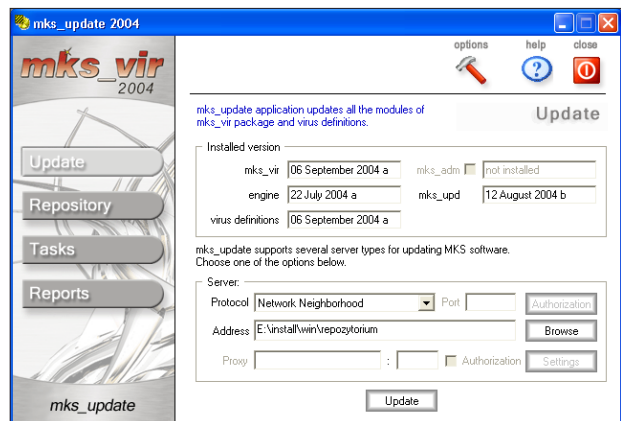 mks_update 2004
mks_vir
2004
options help close
mks_update application updates all the modules of
mks_vir package and virus definitions.
Update
Update
Repository
Tasks
Reports
mks_update
Installed version
mks_vir 06 September 2004 a mks_adm not installed
engine 22 July 2004 a mks_upd 12 August 2004 b
virus definitions 06 September 2004 a
mks_update supports several server types for updating MKS software.
Choose one of the options below.
Server:
Protocol Network Neighborhood Port Authorization
Address E:\install\win\repozytorium Browse
Proxy : Authorization Settings
Update